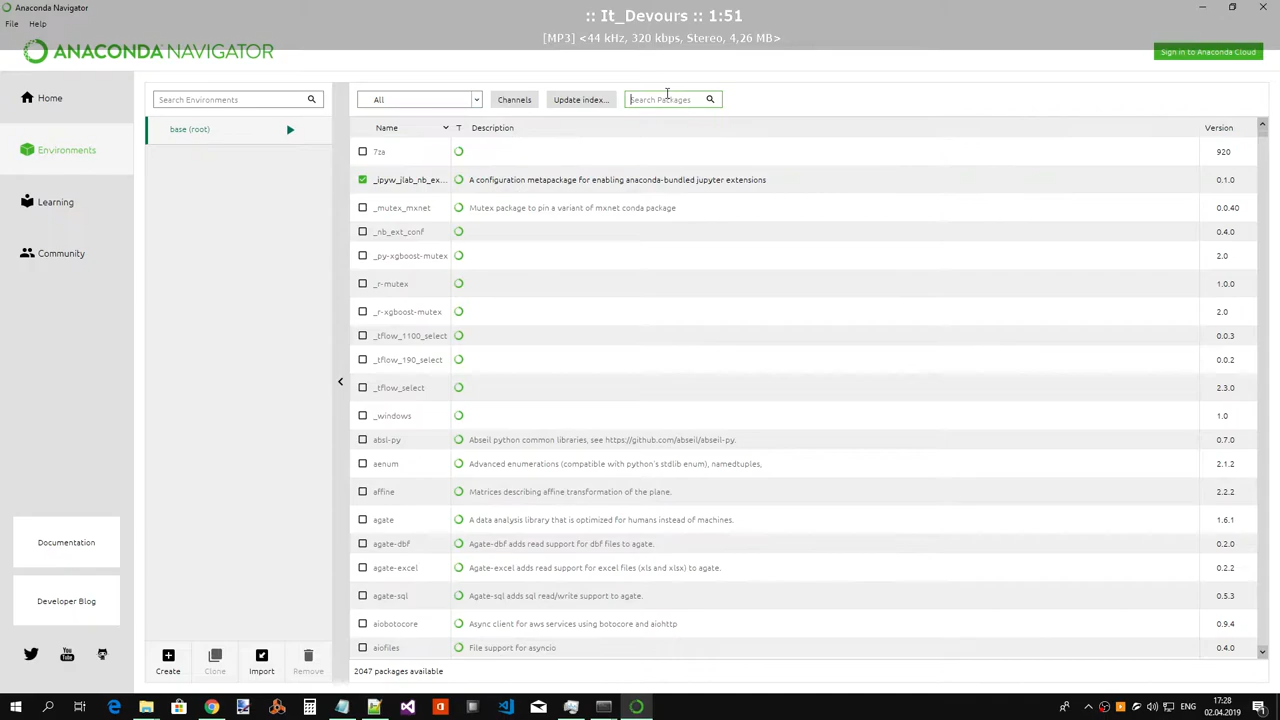 Anaconda Navigator
:: It_Devours :: 1:51
[MP3] <44 kHz, 320 kbps, Stereo, 4,26 MB>
File Help
ANACONDA NAVIGATOR
Sign in to Anaconda Cloud
Home
Environments
Learning
Community
Documentation
Developer Blog
Search Environments
base (root)
Create
Clone
Import
Remove
All
Channels
Update index...
Search Packages
Name T Description Version
7za 920
_ipyw_jlab_nb_ex... A configuration metapackage for enabling anaconda-bundled jupyter extensions 0.1.0
_mutex_mxnet Mutex package to pin a variant of mxnet conda package 0.0.40
_nb_ext_conf 0.4.0
_py-xgboost-mutex 2.0
_r-mutex 1.0.0
_r-xgboost-mutex 2.0
_tflow_1100_select 0.0.3
_tflow_190_select 0.0.2
_tflow_select 2.3.0
_windows 1.0
absl-py Abseil python common libraries, see https://github.com/abseil/abseil-py. 0.7.0
aenum Advanced enumerations (compatible with python's stdlib enum), namedtuples, 2.1.2
affine Matrices describing affine transformation of the plane. 2.2.2
agate A data analysis library that is optimized for humans instead of machines. 1.6.1
agate-dbf Agate-dbf adds read support for dbf files to agate. 0.2.0
agate-excel Agate-excel adds read support for excel files (xls and xlsx) to agate. 0.2.2
agate-sql Agate-sql adds sql read/write support to agate. 0.5.3
aiobotocore Async client for aws services using botocore and aiohttp 0.9.4
aiofiles File support for asyncio 0.4.0
2047 packages available
ENG
17:28
02.04.2019